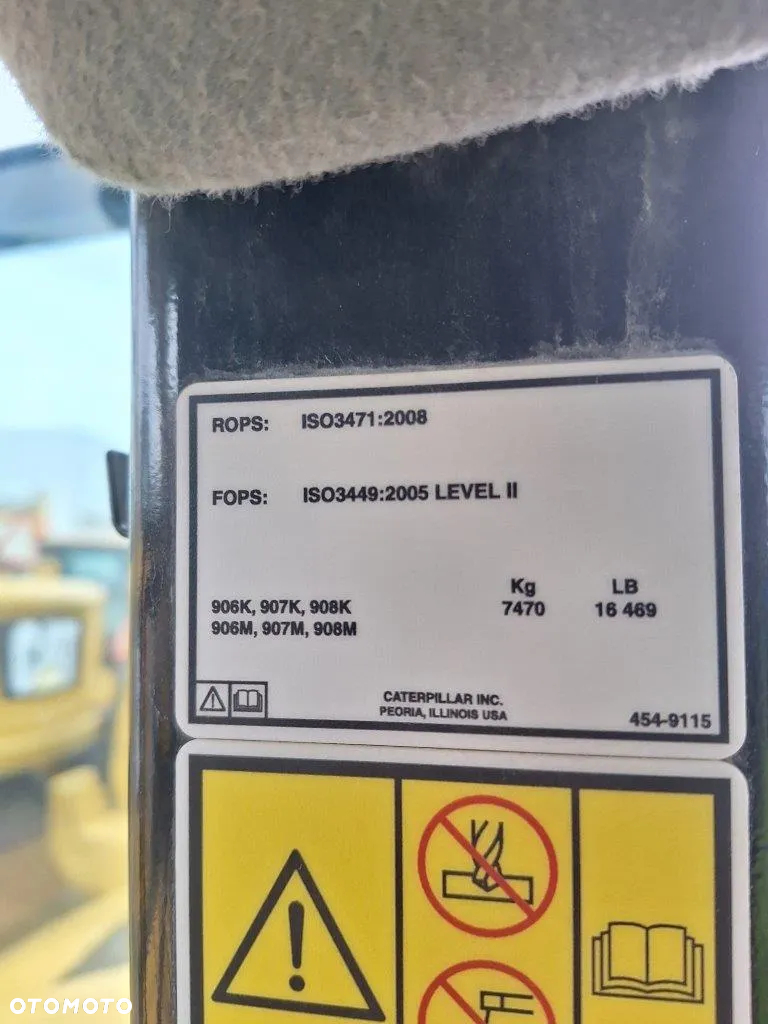 ROPS: ISO3471:2008
FOPS: ISO3449:2005 LEVEL II
Kg LB
906K, 907K, 908K 7470 16 469
906M, 907M, 908M
CATERPILLAR INC.
PEORIA, ILLINOIS USA
454-9115
OTOMOTO